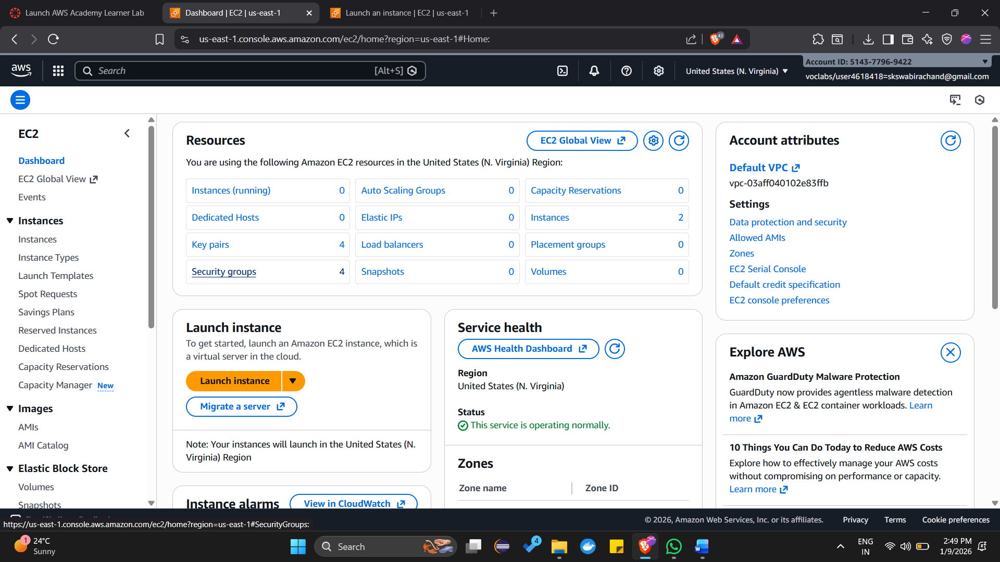 Launch AWS Academy Learner Lab
Dashboard | EC2 | us-east-1
Launch an instance | EC2 | us-east-1
us-east-1.console.aws.amazon.com/ec2/home?region=us-east-1#Home:
43
aws
Search
[Alt+S]
United States (N. Virginia)
Account ID: 5143-7796-9422
voclabs/user4618418=skswabirachand@gmail.com
EC2
Dashboard
EC2 Global View
Events
Instances
Instances
Instance Types
Launch Templates
Spot Requests
Savings Plans
Reserved Instances
Dedicated Hosts
Capacity Reservations
Capacity Manager New
Images
AMIs
AMI Catalog
Elastic Block Store
Volumes
Snapshots
Resources
EC2 Global View
You are using the following Amazon EC2 resources in the United States (N. Virginia) Region:
Instances (running) 0
Auto Scaling Groups 0
Capacity Reservations 0
Dedicated Hosts 0
Elastic IPs 0
Instances 2
Key pairs 4
Load balancers 0
Placement groups 0
Security groups 4
Snapshots 0
Volumes 0
Launch instance
To get started, launch an Amazon EC2 instance, which is
a virtual server in the cloud.
Launch instance
Migrate a server
Note: Your instances will launch in the United States (N.
Virginia) Region
Instance alarms
View in CloudWatch
Service health
AWS Health Dashboard
Region
United States (N. Virginia)
Status
This service is operating normally.
Zones
Zone name
Zone ID
Account attributes
Default VPC
vpc-03aff040102e83ffb
Settings
Data protection and security
Allowed AMIs
Zones
EC2 Serial Console
Default credit specification
EC2 console preferences
Explore AWS
Amazon GuardDuty Malware Protection
GuardDuty now provides agentless malware detection
in Amazon EC2 & EC2 container workloads. Learn
more
10 Things You Can Do Today to Reduce AWS Costs
Explore how to effectively manage your AWS costs
without compromising on performance or capacity.
Learn more
https://us-east-1.console.aws.amazon.com/ec2/home?region=us-east-1#SecurityGroups:
© 2026, Amazon Web Services, Inc. or its affiliates.
Privacy
Terms
Cookie preferences
1
24°C
Sunny
Search
4
W
ENG
IN
2:49 PM
1/9/2026